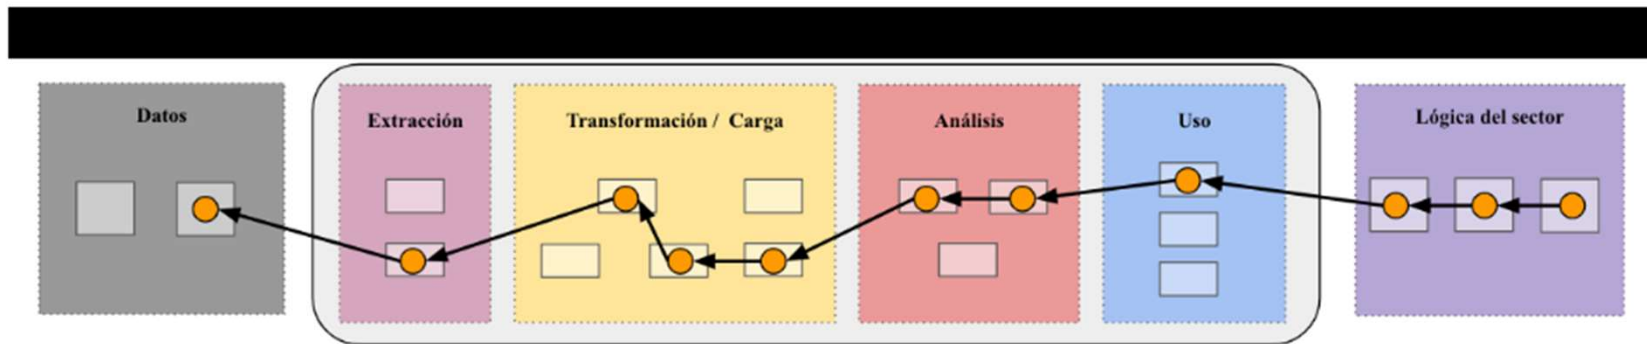 Datos
Extracción
Transformación / Carga
Análisis
Uso
Lógica del sector